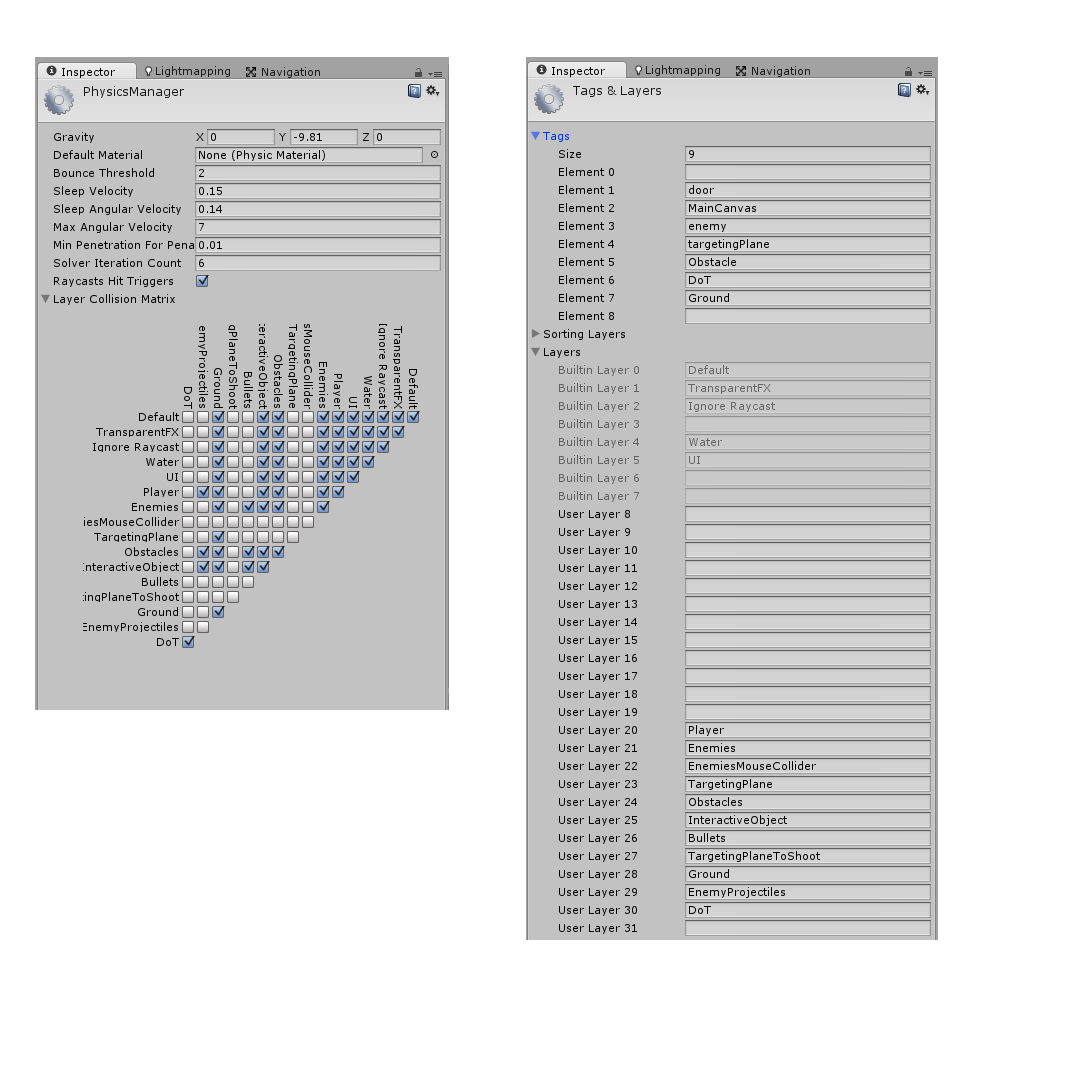 Inspector Lightmapping Navigation
PhysicsManager
Gravity X 0 Y -9.81 Z 0
Default Material None (Physic Material)
Bounce Threshold 2
Sleep Velocity 0.15
Sleep Angular Velocity 0.14
Max Angular Velocity 7
Min Penetration For Pena 0.01
Solver Iteration Count 6
Raycasts Hit Triggers
Layer Collision Matrix
DoT
emyProjectiles
Ground
gPlaneToShoot
Bullets
eractiveObject
Obstacles
TargetingPlane
sMouseCollider
Enemies
Player
UI
Water
Ignore Raycast
TransparentFX
Default
Default
TransparentFX
Ignore Raycast
Water
UI
Player
Enemies
iesMouseCollider
TargetingPlane
Obstacles
InteractiveObject
Bullets
tingPlaneToShoot
Ground
EnemyProjectiles
DoT
Inspector Lightmapping Navigation
Tags & Layers
Tags
Size 9
Element 0
Element 1 door
Element 2 MainCanvas
Element 3 enemy
Element 4 targetingPlane
Element 5 Obstacle
Element 6 DoT
Element 7 Ground
Element 8
Sorting Layers
Layers
Builtin Layer 0 Default
Builtin Layer 1 TransparentFX
Builtin Layer 2 Ignore Raycast
Builtin Layer 3
Builtin Layer 4 Water
Builtin Layer 5 UI
Builtin Layer 6
Builtin Layer 7
User Layer 8
User Layer 9
User Layer 10
User Layer 11
User Layer 12
User Layer 13
User Layer 14
User Layer 15
User Layer 16
User Layer 17
User Layer 18
User Layer 19
User Layer 20 Player
User Layer 21 Enemies
User Layer 22 EnemiesMouseCollider
User Layer 23 TargetingPlane
User Layer 24 Obstacles
User Layer 25 InteractiveObject
User Layer 26 Bullets
User Layer 27 TargetingPlaneToShoot
User Layer 28 Ground
User Layer 29 EnemyProjectiles
User Layer 30 DoT
User Layer 31